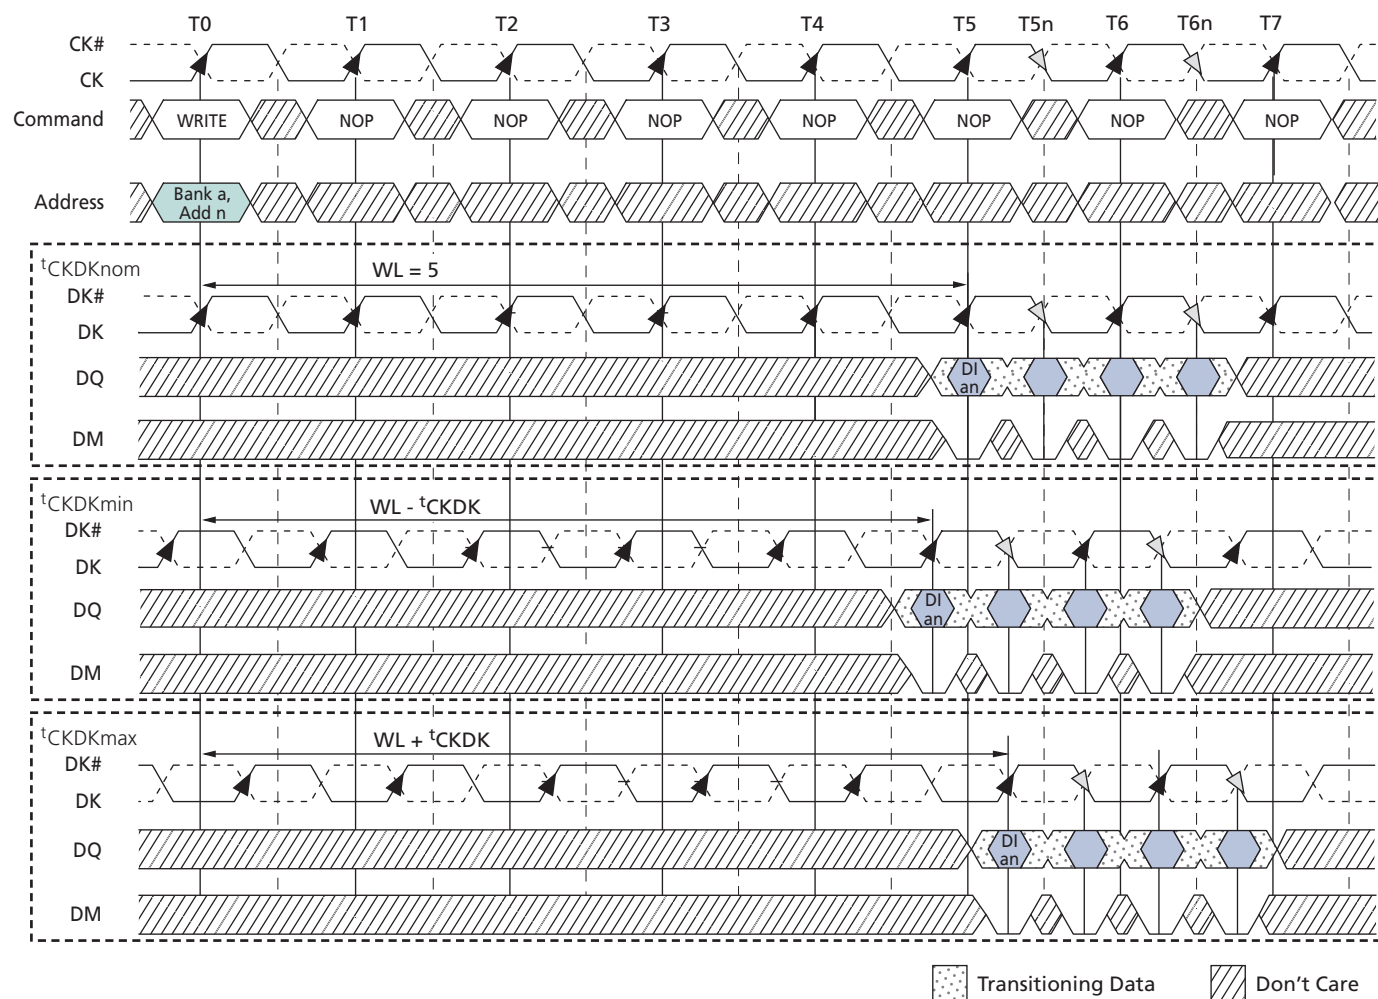 T0 T1 T2 T3 T4 T5 T5n T6 T6n T7
CK#
CK
Command WRITE NOP NOP NOP NOP NOP NOP NOP
Address Bank a,
Add n
tCKDKnom
WL = 5
DK#
DK
DQ DI
an
DM
tCKDKmin
WL - tCKDK
DK#
DK
DQ DI
an
DM
tCKDKmax
WL + tCKDK
DK#
DK
DQ DI
an
DM
Transitioning Data Don't Care